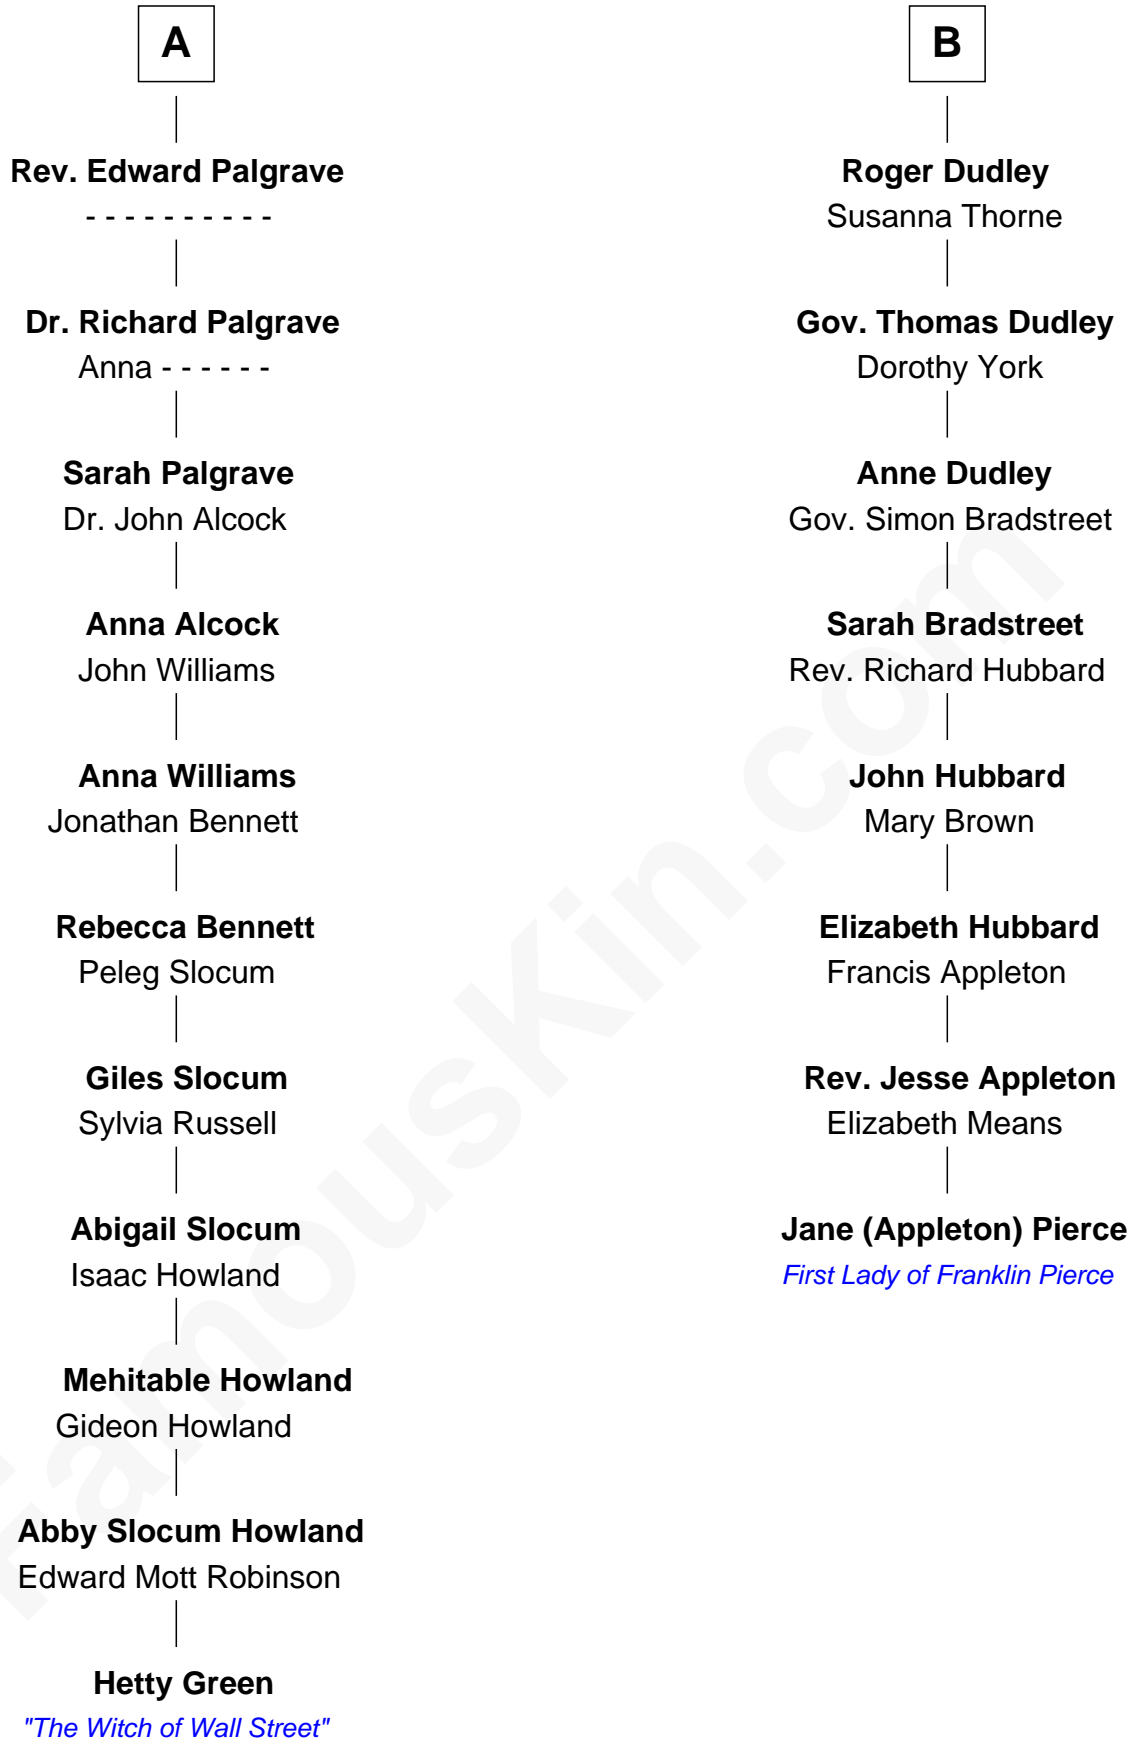 A
Rev. Edward Palgrave
- - - - - - - - - -
Dr. Richard Palgrave
Anna - - - - - -
Sarah Palgrave
Dr. John Alcock
Anna Alcock
John Williams
Anna Williams
Jonathan Bennett
Rebecca Bennett
Peleg Slocum
Giles Slocum
Sylvia Russell
Abigail Slocum
Isaac Howland
Mehitable Howland
Gideon Howland
Abby Slocum Howland
Edward Mott Robinson
Hetty Green
"The Witch of Wall Street"
B
Roger Dudley
Susanna Thorne
Gov. Thomas Dudley
Dorothy York
Anne Dudley
Gov. Simon Bradstreet
Sarah Bradstreet
Rev. Richard Hubbard
John Hubbard
Mary Brown
Elizabeth Hubbard
Francis Appleton
Rev. Jesse Appleton
Elizabeth Means
Jane (Appleton) Pierce
First Lady of Franklin Pierce
FamousKin.com